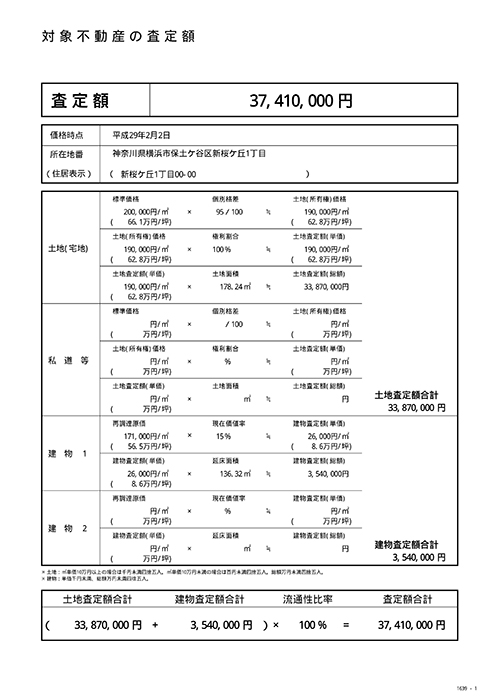 対象不動産の査定額
査定額 37,410,000 円
価格時点 平成29年2月2日
所在地番 神奈川県横浜市保土ケ谷区新桜ケ丘1丁目
(住居表示) ( 新桜ケ丘1丁目00-00 )
標準価格 個別格差 土地(所有権)価格
200,000円/㎡ × 95/100 ≒ 190,000円/㎡
( 66.1万円/坪) ( 62.8万円/坪)
土地(宅地)
土地(所有権)価格 権利割合 土地査定額(単価)
190,000円/㎡ × 100% ≒ 190,000円/㎡
( 62.8万円/坪) ( 62.8万円/坪)
土地査定額(単価) 土地面積 土地査定額(総額)
190,000円/㎡ × 178.24㎡ ≒ 33,870,000円
( 62.8万円/坪)
標準価格 個別格差 土地(所有権)価格
円/㎡ × /100 ≒ 円/㎡
( 万円/坪) ( 万円/坪)
私道等
土地(所有権)価格 権利割合 土地査定額(単価)
円/㎡ × % ≒ 円/㎡
( 万円/坪) ( 万円/坪)
土地査定額(単価) 土地面積 土地査定額(総額)
円/㎡ × ㎡ ≒ 円
( 万円/坪)
土地査定額合計
33,870,000 円
再調達原価 現在価値率 建物査定額(単価)
171,000円/㎡ × 15% ≒ 26,000円/㎡
( 56.5万円/坪) ( 8.6万円/坪)
建物 1
建物査定額(単価) 延床面積 建物査定額(総額)
26,000円/㎡ × 136.32㎡ ≒ 3,540,000円
( 8.6万円/坪)
再調達原価 現在価値率 建物査定額(単価)
円/㎡ × % ≒ 円/㎡
( 万円/坪) ( 万円/坪)
建物 2
建物査定額(単価) 延床面積 建物査定額(総額)
円/㎡ × ㎡ ≒ 円
( 万円/坪)
建物査定額合計
3,540,000 円
×土地:㎡単価10万円以上の場合は千円未満四捨五入。㎡単価10万円未満の場合は百円未満四捨五入。総額万円未満四捨五入。
×建物:単価千円未満、総額万円未満四捨五入。
土地査定額合計 建物査定額合計 流通性比率 査定額合計
( 33,870,000 円 + 3,540,000 円 ) × 100 % = 37,410,000 円
1639 - 1